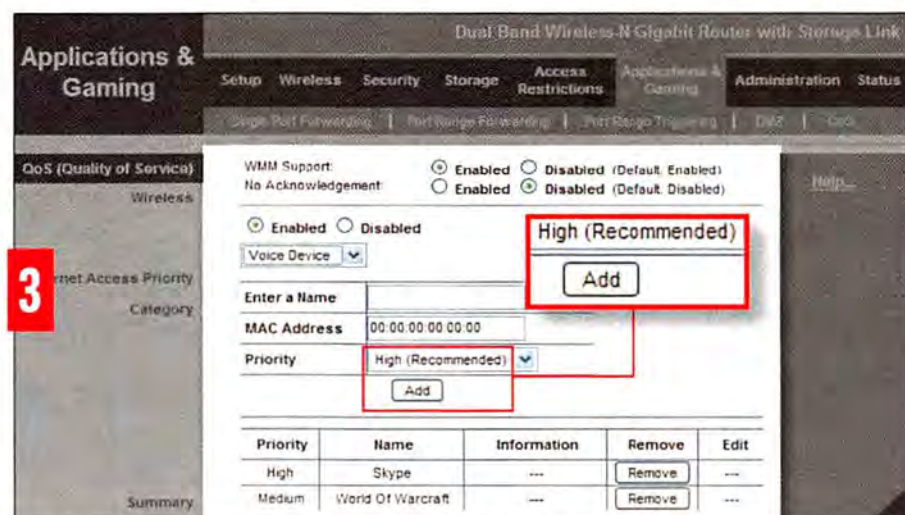 Dual Band Wireless-N Gigabit Router with Storage Link
Applications &
Gaming
Setup Wireless Security Storage Access Restrictions Applications & Gaming Administration Status
Single Port Forwarding | Port Range Forwarding | Port Range Triggering | DMZ | QoS
QoS (Quality of Service)
Wireless
WMM Support: Enabled Disabled (Default: Enabled)
No Acknowledgement: Enabled Disabled (Default: Disabled)
Help...
Enabled Disabled
High (Recommended)
Add
Voice Device
3
rnet Access Priority
Category
Enter a Name
MAC Address 00:00:00:00:00:00
Priority High (Recommended)
Add
Priority Name Information Remove Edit
High Skype --- Remove ---
Medium World Of Warcraft --- Remove ---
Summary